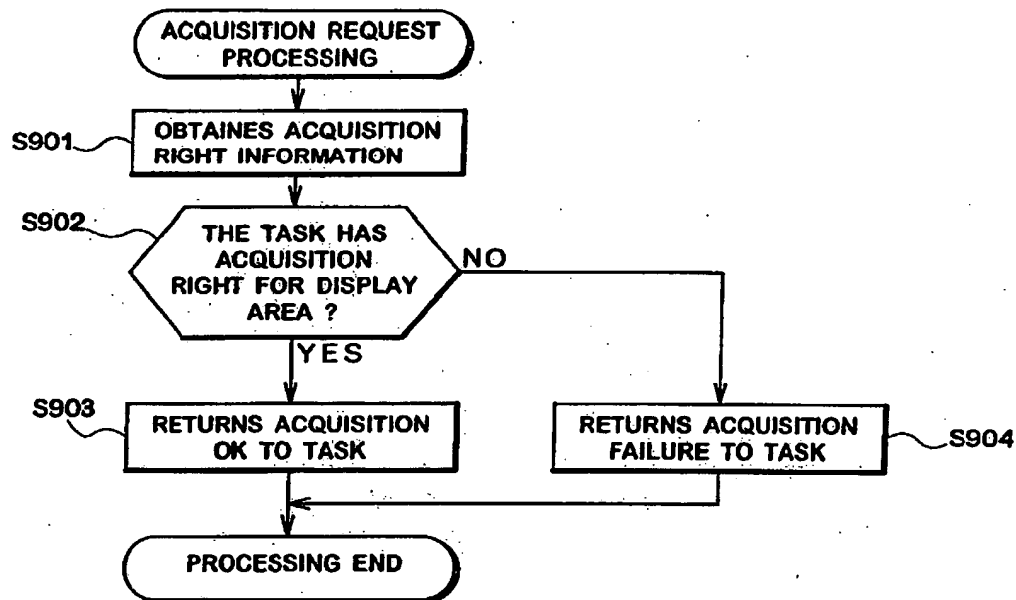 ACQUISITION REQUEST
PROCESSING
S901
OBTAINES ACQUISITION
RIGHT INFORMATION
S902
THE TASK HAS
ACQUISITION
RIGHT FOR DISPLAY
AREA ?
NO
YES
S903
RETURNS ACQUISITION
OK TO TASK
RETURNS ACQUISITION
FAILURE TO TASK
S904
PROCESSING END